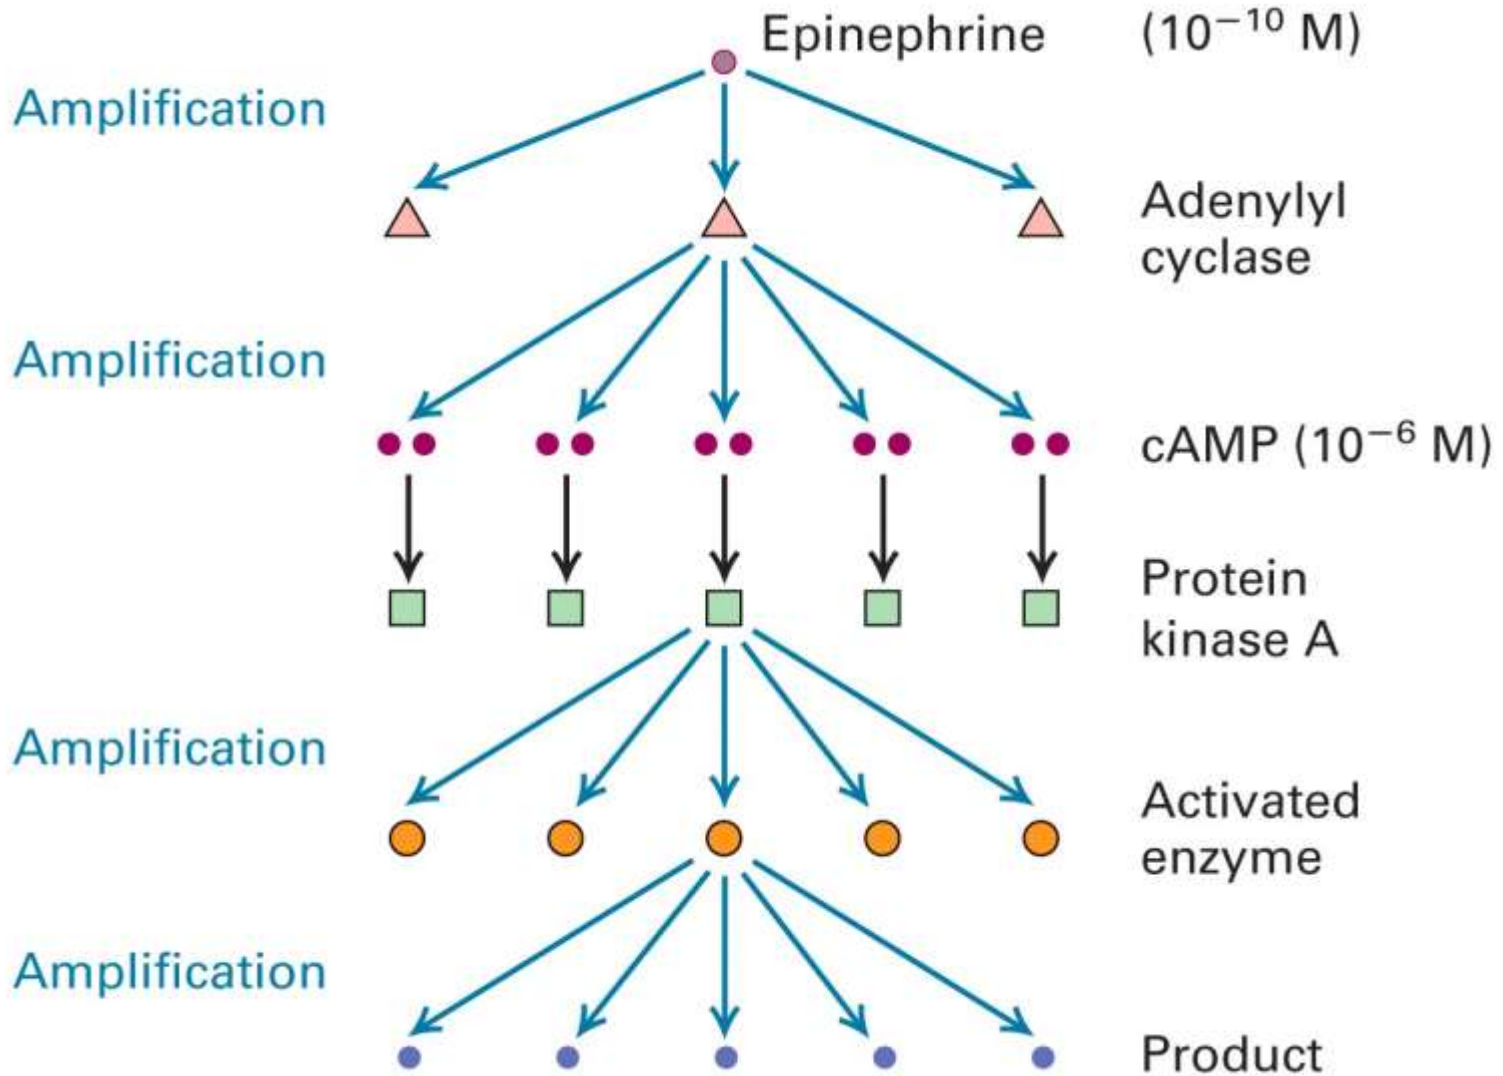 Epinephrine (10⁻¹⁰ M)
Amplification
Adenylyl
cyclase
Amplification
cAMP (10⁻⁶ M)
Protein
kinase A
Amplification
Activated
enzyme
Amplification
Product